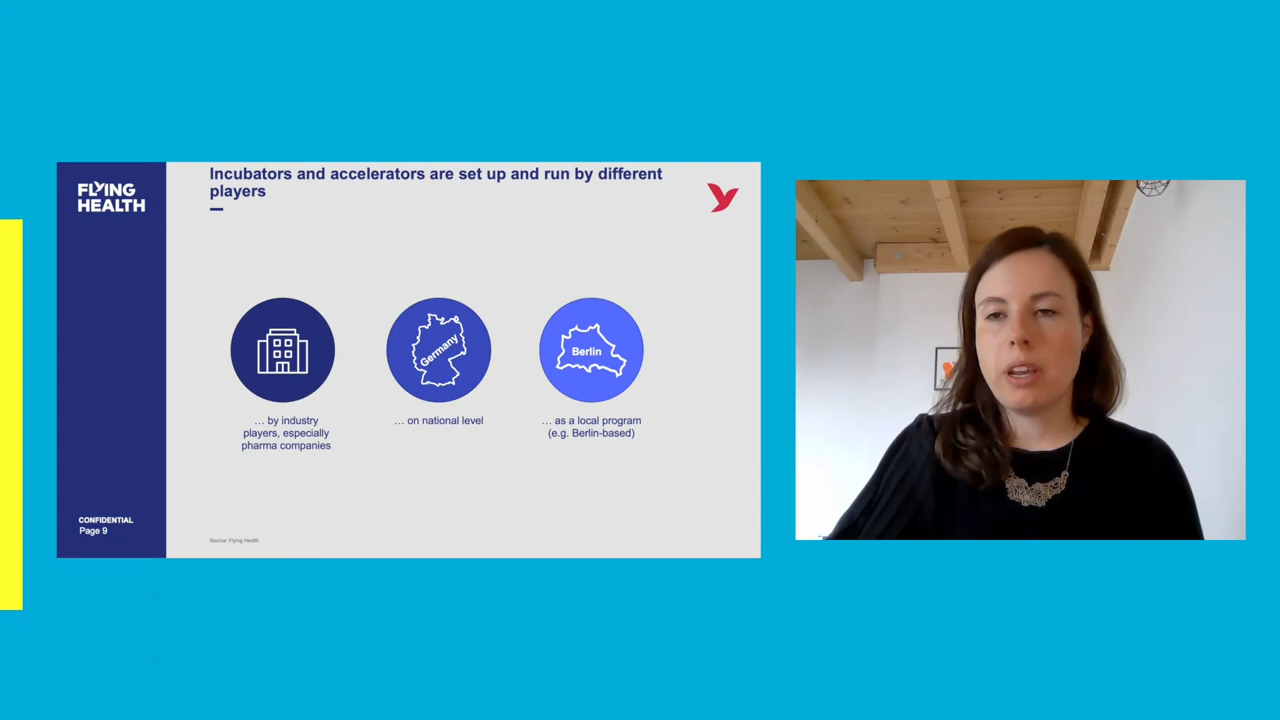 FLYING
HEALTH
Incubators and accelerators are set up and run by different
players
Germany
Berlin
… by industry
players, especially
pharma companies
… on national level
… as a local program
(e.g. Berlin-based)
CONFIDENTIAL
Page 9
Source: Flying Health